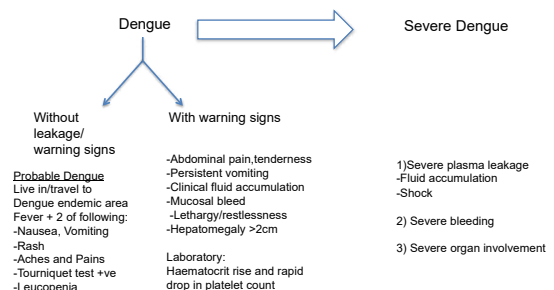 Dengue
Severe Dengue
Without
leakage/
warning signs
Probable Dengue
Live in/travel to
Dengue endemic area
Fever + 2 of following:
-Nausea, Vomiting
-Rash
-Aches and Pains
-Tourniquet test +ve
-Leucopenia
With warning signs
-Abdominal pain,tenderness
-Persistent vomiting
-Clinical fluid accumulation
-Mucosal bleed
-Lethargy/restlessness
-Hepatomegaly >2cm
Laboratory:
Haematocrit rise and rapid
drop in platelet count
1)Severe plasma leakage
-Fluid accumulation
-Shock
2) Severe bleeding
3) Severe organ involvement